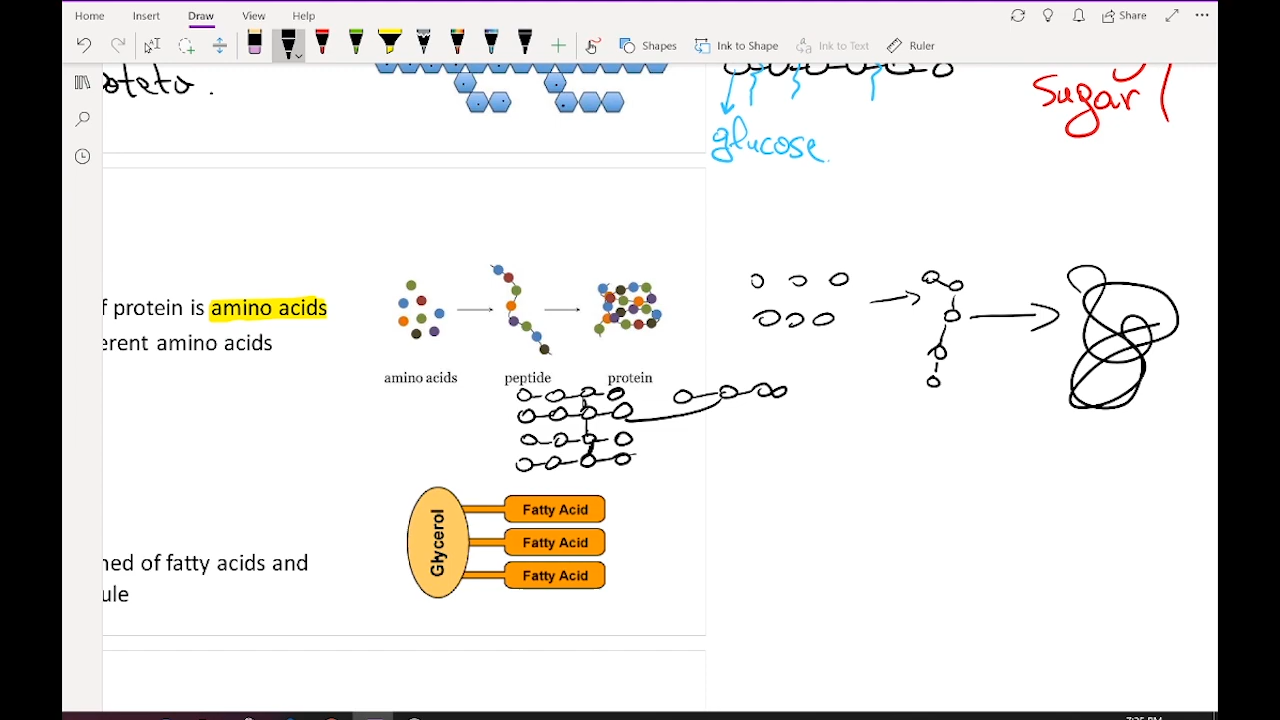 Home Insert Draw View Help
Share
Shapes Ink to Shape Ink to Text Ruler
sugar
glucose
f protein is amino acids
erent amino acids
amino acids peptide protein
Glycerol
Fatty Acid
Fatty Acid
Fatty Acid
ned of fatty acids and
ule